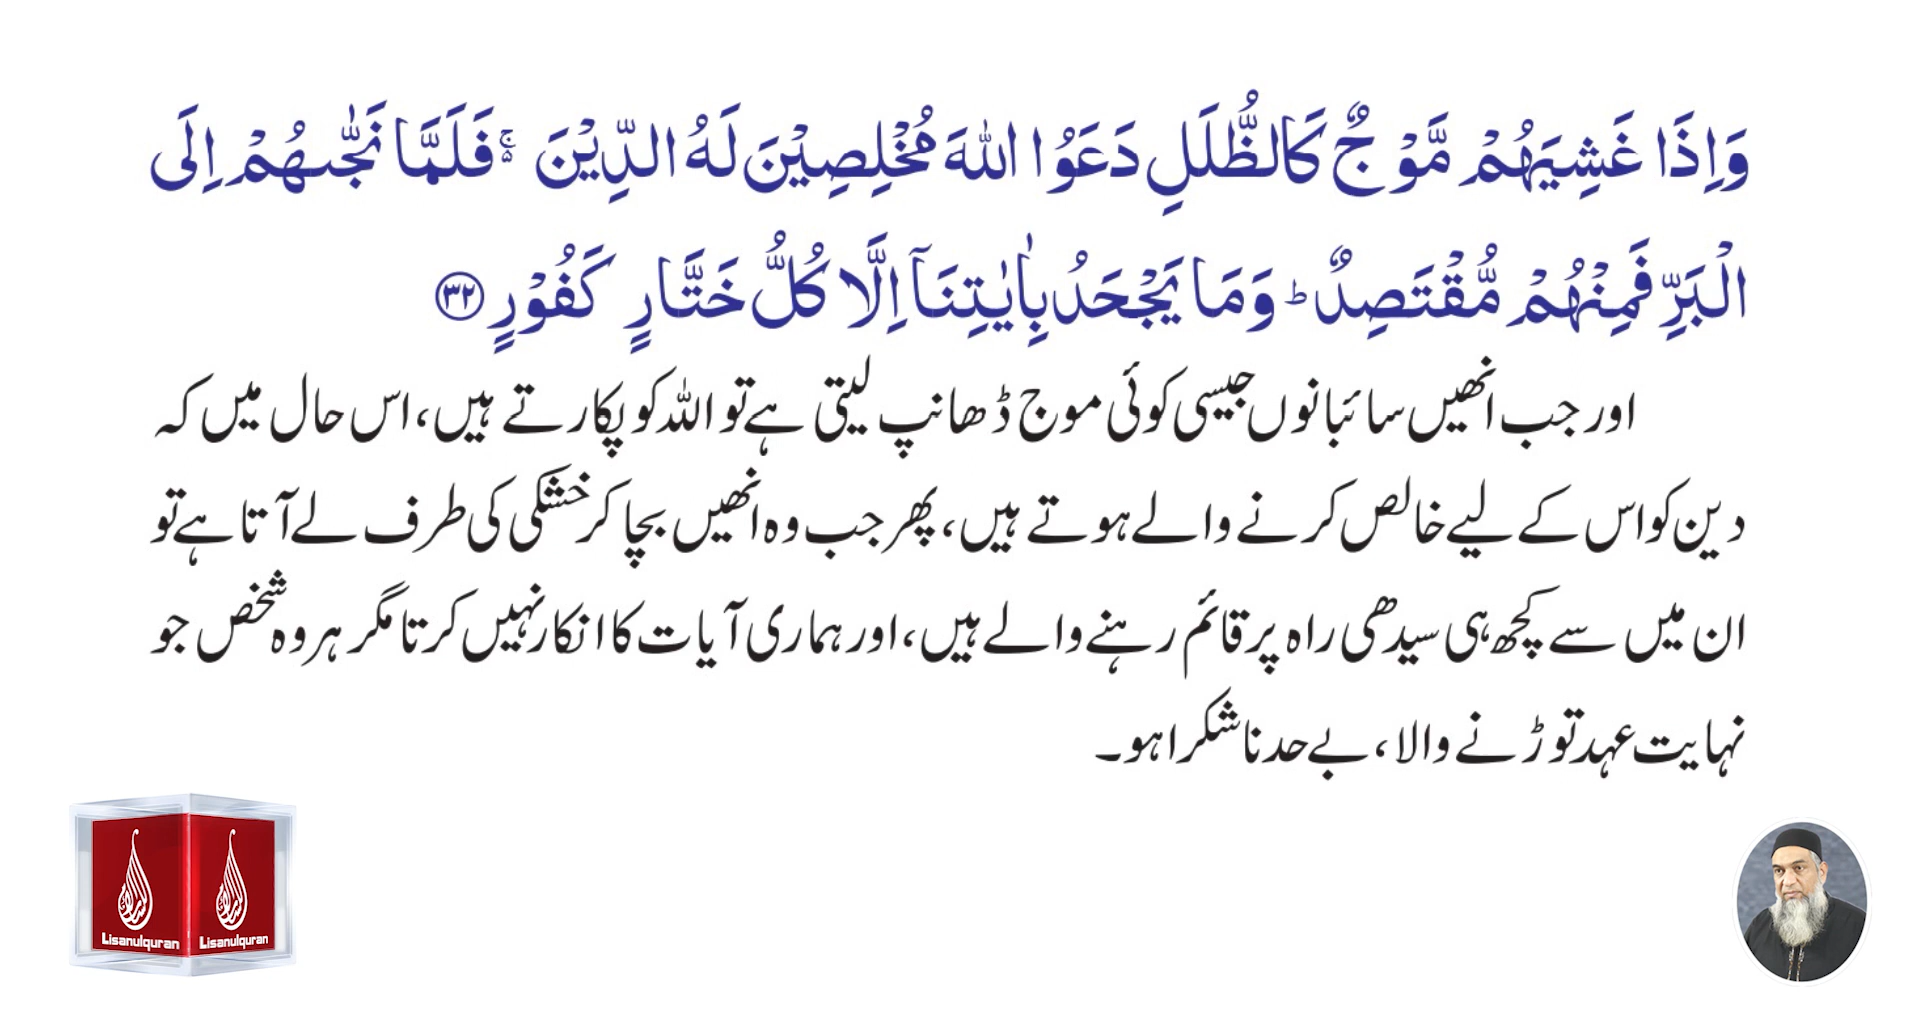 وَاِذَا غَشِيَهُمْ مَّوْجٌ كَالظُّلَلِ دَعَوُا اللّٰهَ مُخْلِصِيْنَ لَهُ الدِّيْنَ ۚ۬ فَلَمَّا نَجّٰىهُمْ اِلَى
الْبَرِّ فَمِنْهُمْ مُّقْتَصِدٌ ؕ وَمَا يَجْحَدُ بِاٰيٰتِنَاۤ اِلَّا كُلُّ خَتَّارٍ كَفُوْرٍ ۳۲
اور جب انھیں سائبانوں جیسی کوئی موج ڈھانپ لیتی ہے تو اللہ کو پکارتے ہیں، اس حال میں کہ
دین کو اس کے لیے خالص کرنے والے ہوتے ہیں، پھر جب وہ انھیں بچا کر خشکی کی طرف لے آتا ہے تو
ان میں سے کچھ ہی سیدھی راہ پر قائم رہنے والے ہیں، اور ہماری آیات کا انکار نہیں کرتا مگر ہر وہ شخص جو
نہایت عہد توڑنے والا، بے حد ناشکرا ہو۔
Lisanulquran Lisanulquran